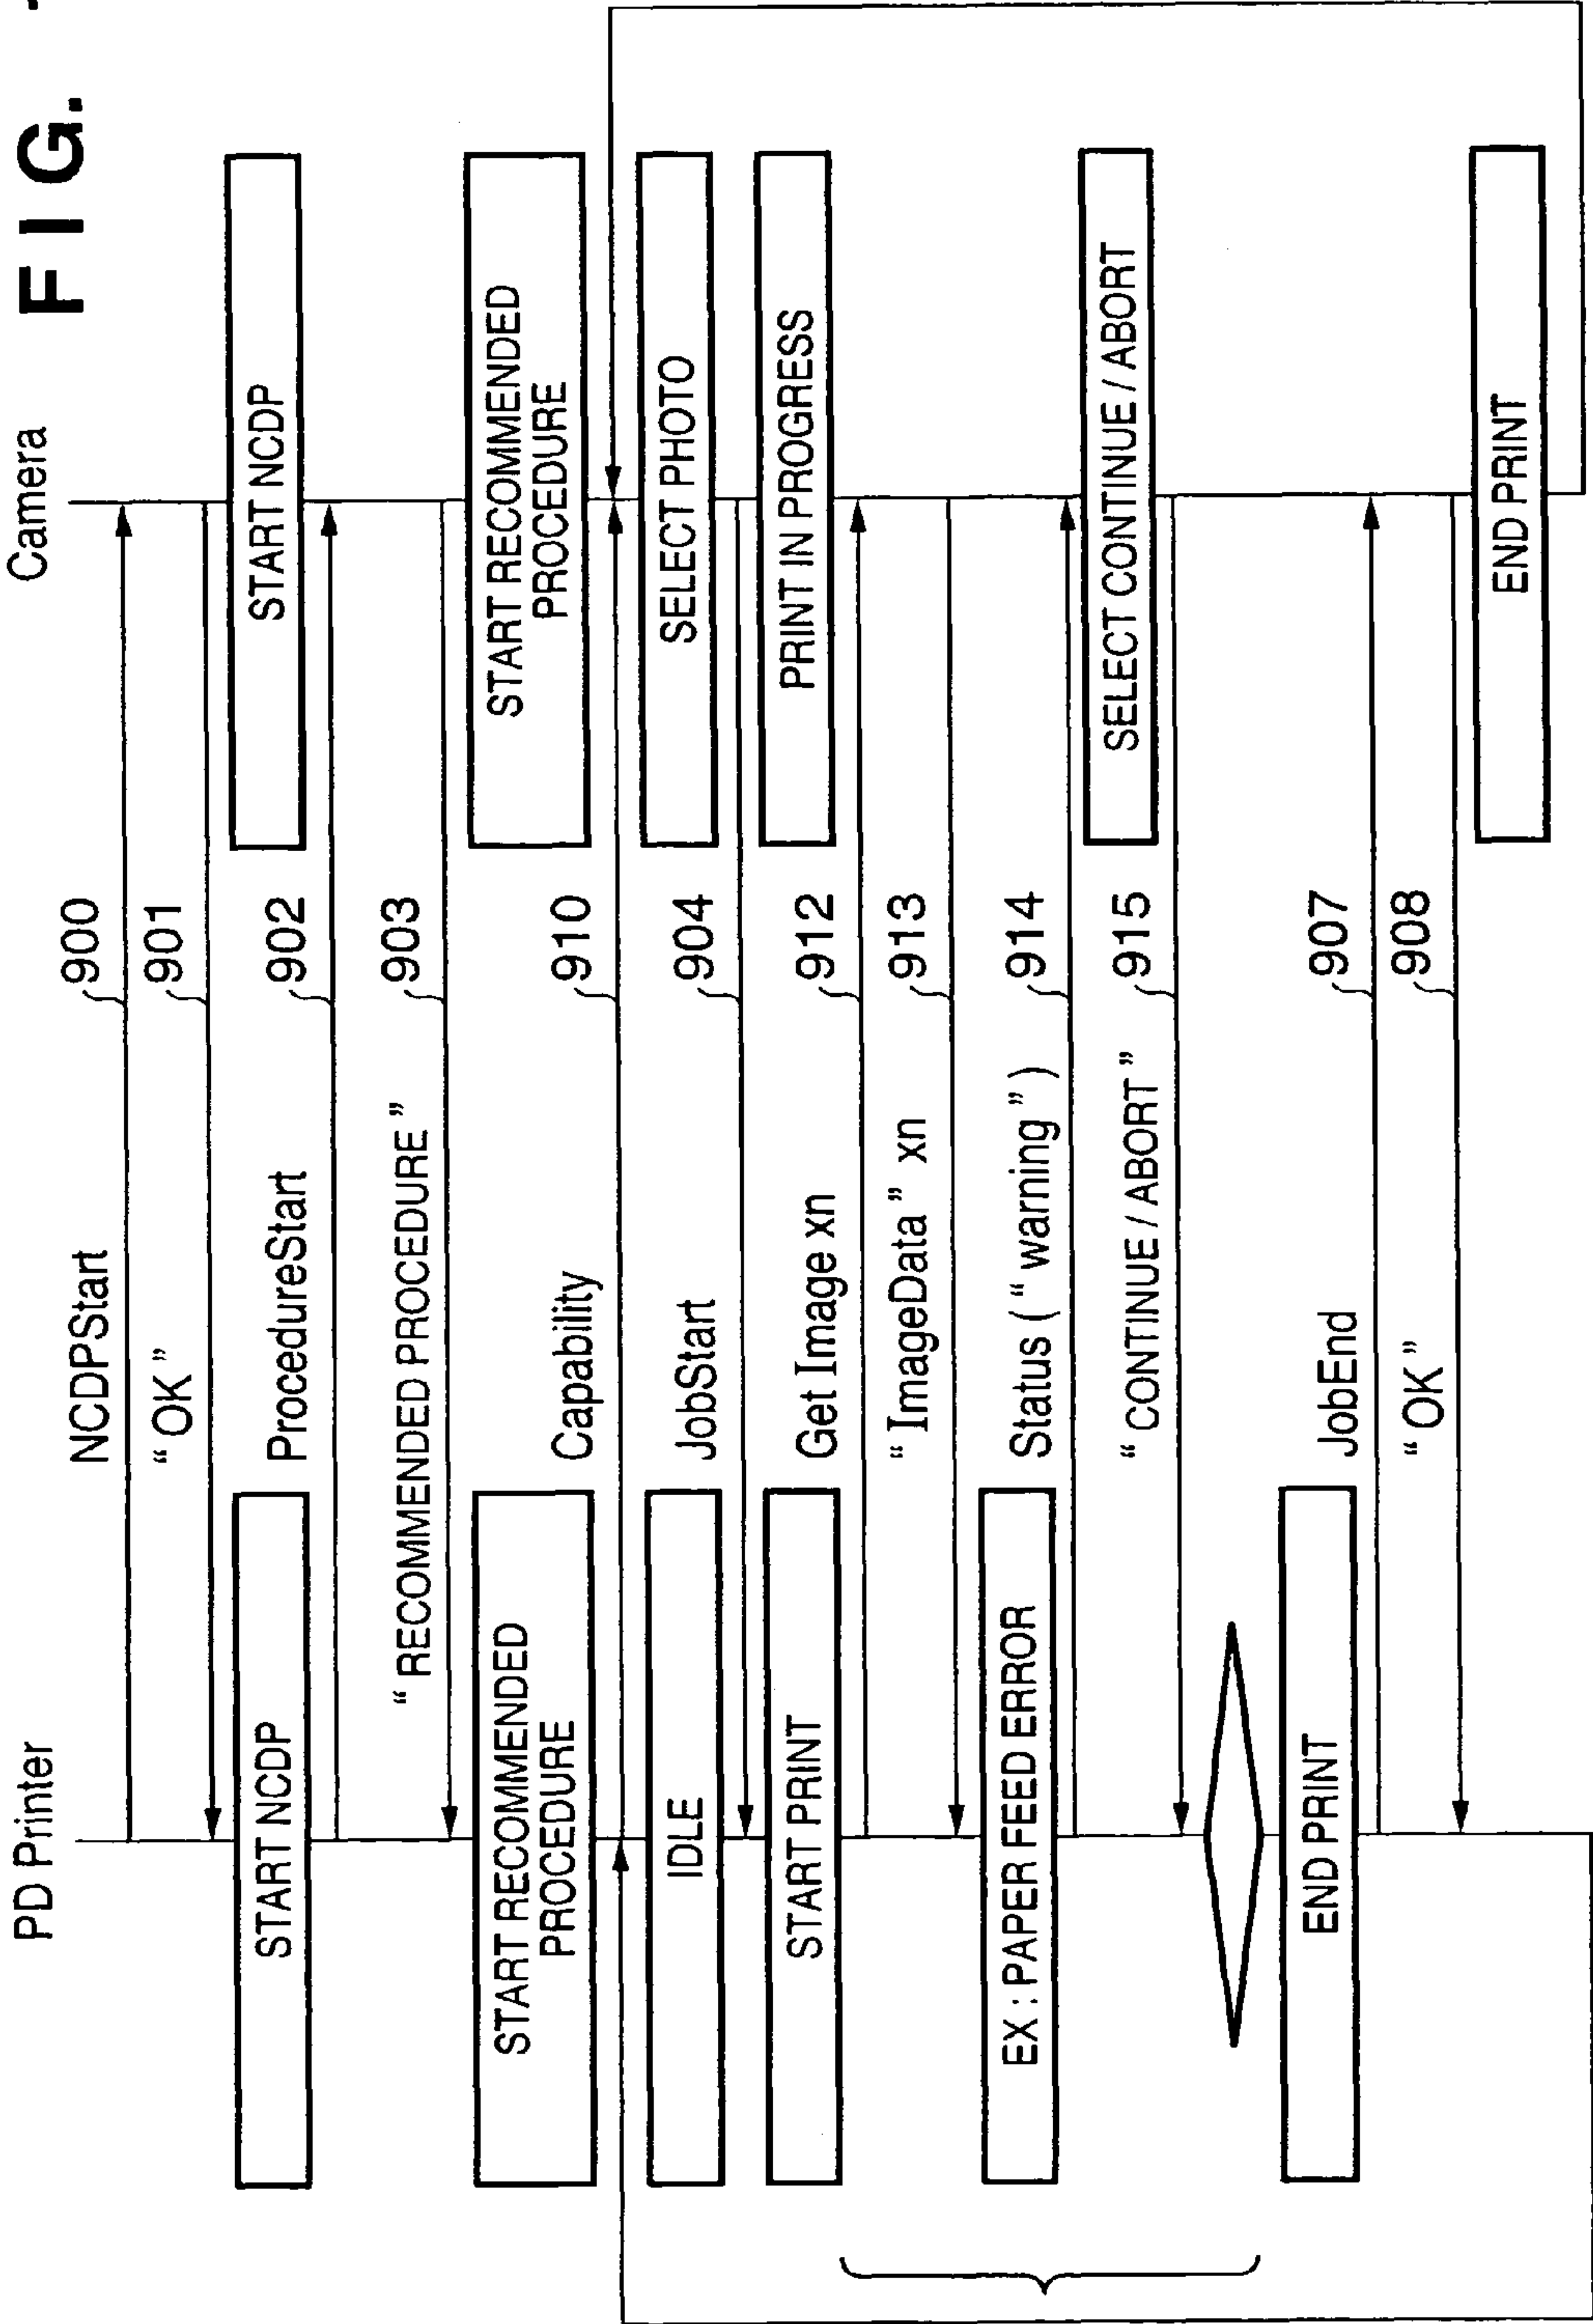 FIG.
PD Printer
Camera
NCDPStart
900
“ OK ”
901
START NCDP
START NCDP
ProcedureStart
902
“ RECOMMENDED PROCEDURE ”
903
START RECOMMENDED
PROCEDURE
START RECOMMENDED
PROCEDURE
Capability
910
IDLE
SELECT PHOTO
JobStart
904
START PRINT
PRINT IN PROGRESS
Get Image xn
912
“ ImageData ” xn
913
EX : PAPER FEED ERROR
Status ( “ warning ” )
914
SELECT CONTINUE / ABORT
“ CONTINUE / ABORT ”
915
END PRINT
JobEnd
907
“ OK ”
908
END PRINT